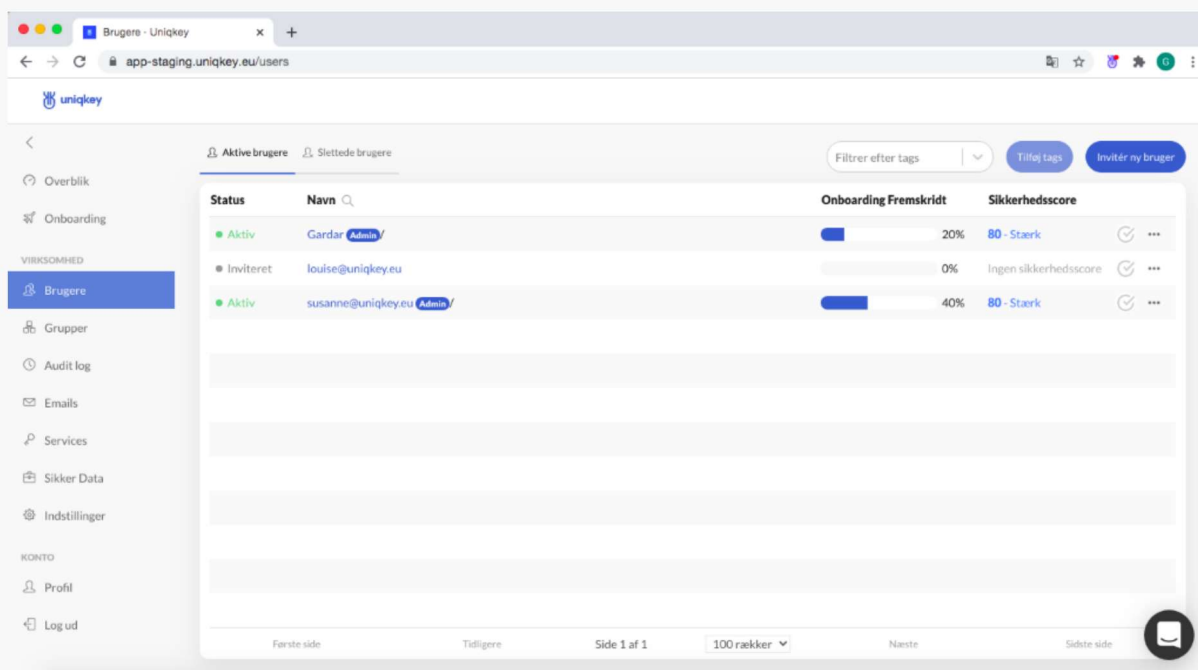 Brugere - Uniqkey
app-staging.uniqkey.eu/users
G
uniqkey
Overblik
Onboarding
VIRKSOMHED
Brugere
Grupper
Audit log
Emails
Services
Sikker Data
Indstillinger
KONTO
Profil
Log ud
Aktive brugere Slettede brugere
Filtrer efter tags Tilføj tags Invitér ny bruger
Status Navn Onboarding Fremskridt Sikkerhedsscore
Aktiv Gardar Admin/ 20% 80 - Stærk
Inviteret louise@uniqkey.eu 0% Ingen sikkerhedsscore
Aktiv susanne@uniqkey.eu Admin/ 40% 80 - Stærk
Første side Tidligere Side 1 af 1 100 rækker Næste Sidste side